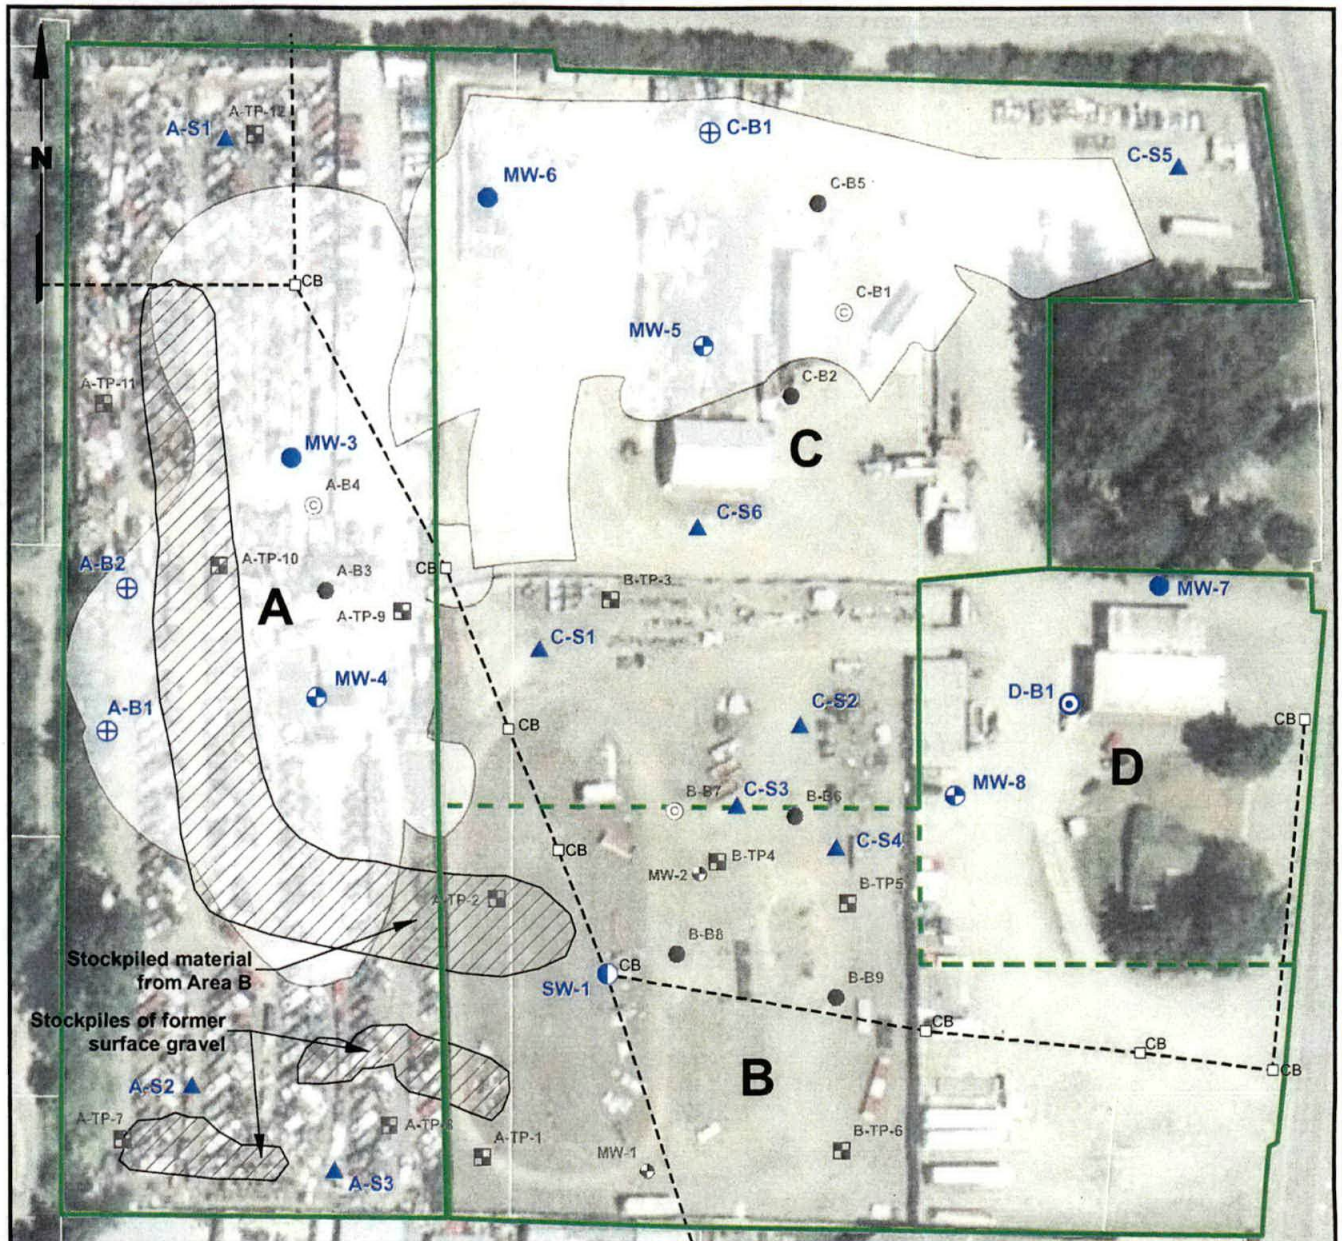 A-TP-12
A-S1
C-B1
C-S5
N
MW-6
C-B5
CB
C-B1
MW-5
A-TP-11
C-B2
MW-3
C
A-B4
C
C
C-S6
A-B2
A-TP-10
A-B3
CB
B-TP-3
MW-7
A
A-TP-9
C-S1
MW-4
D-B1
A-B1
CB
C-S2
CB
D
B-B7
C-S3
B-B6
MW-8
C
CB
B-TP4
C-S4
MW-2
A-TP-2
B-TP5
Stockpiled material
from Area B
B-B8
CB
SW-1
B-B9
Stockpiles of former
surface gravel
CB
CB
CB
A-S2
B
A-TP-7
A-TP-8
A-TP-1
B-TP-6
MW-1
A-S3